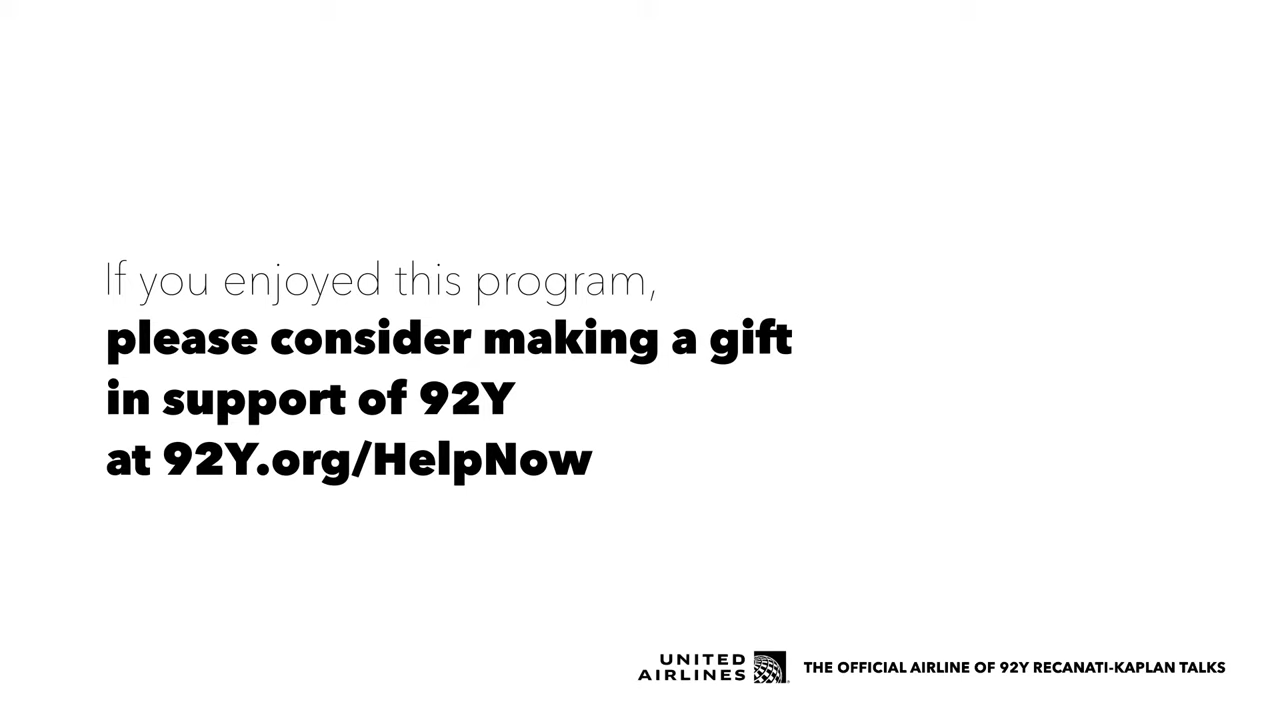 If you enjoyed this program,
please consider making a gift
in support of 92Y
at 92Y.org/HelpNow
UNITED
AIRLINES
THE OFFICIAL AIRLINE OF 92Y RECANATI-KAPLAN TALKS